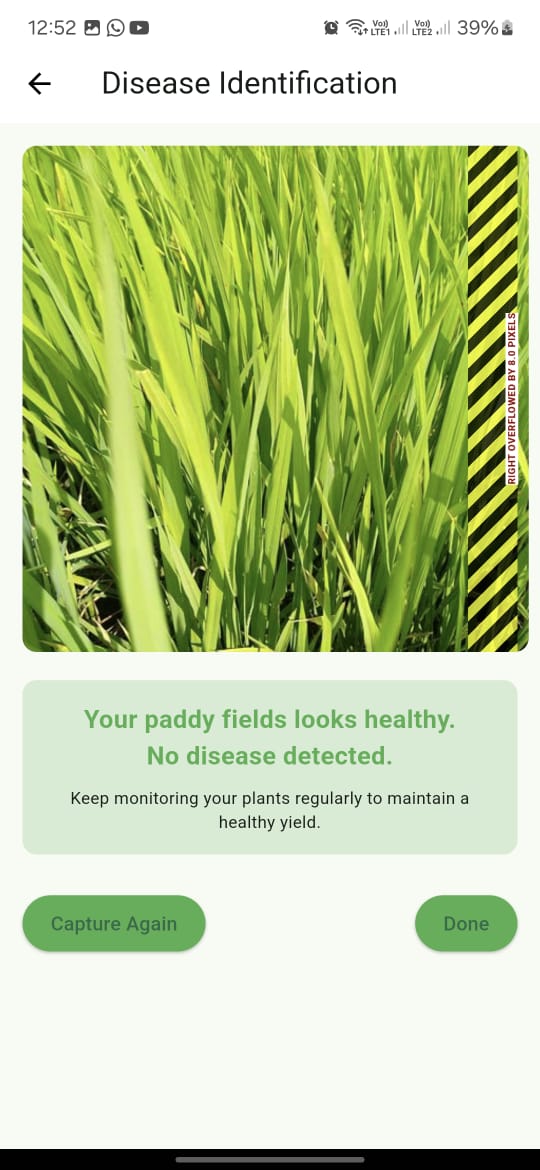 12:52
Vo) LTE1
Vo) LTE2
39%
Disease Identification
RIGHT OVERFLOWED BY 8.0 PIXELS
Your paddy fields looks healthy.
No disease detected.
Keep monitoring your plants regularly to maintain a
healthy yield.
Capture Again
Done